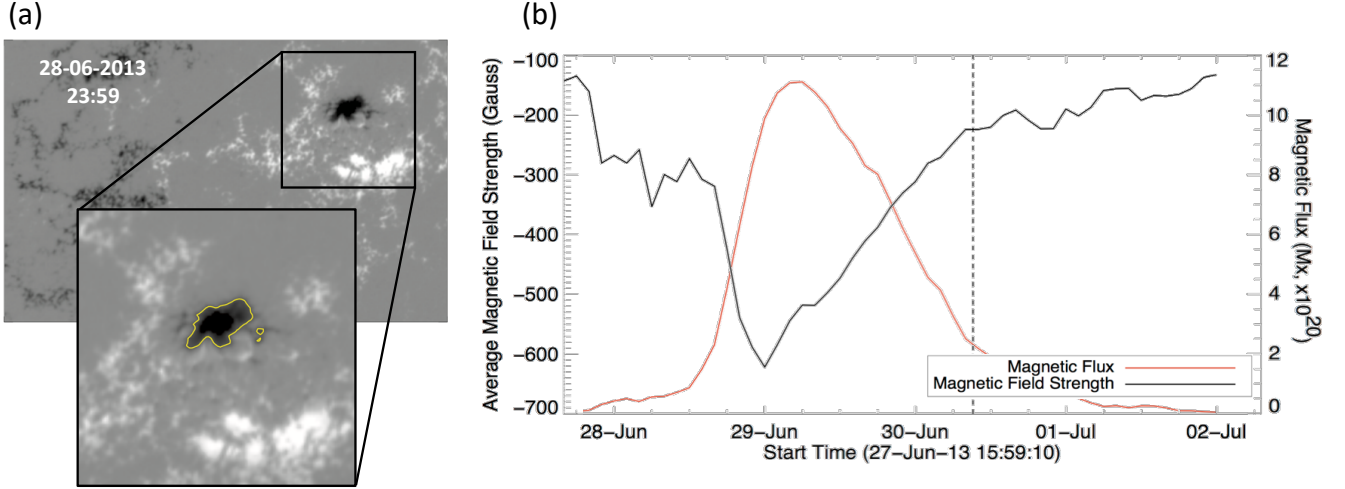 (a)
28-06-2013
23:59
(b)
Average Magnetic Field Strength (Gauss)
−100
−200
−300
−400
−500
−600
−700
12
10
8
6
4
2
0
Magnetic Flux (Mx, x10²⁰)
Magnetic Flux
Magnetic Field Strength
28−Jun
29−Jun
30−Jun
01−Jul
02−Jul
Start Time (27−Jun−13 15:59:10)